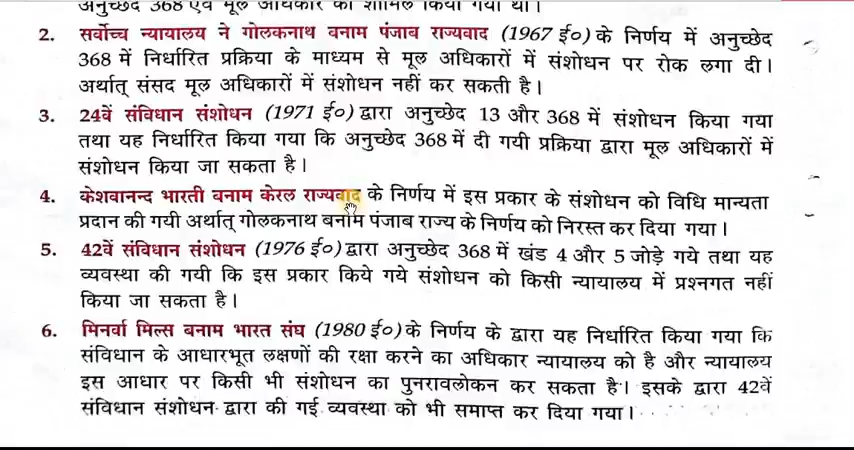 अनुच्छेद 368 एवं मूल अधिकारों को शामिल किया गया था।
2. सर्वोच्च न्यायालय ने गोलकनाथ बनाम पंजाब राज्यवाद (1967 ई०) के निर्णय में अनुच्छेद
368 में निर्धारित प्रक्रिया के माध्यम से मूल अधिकारों में संशोधन पर रोक लगा दी।
अर्थात् संसद मूल अधिकारों में संशोधन नहीं कर सकती है।
3. 24वें संविधान संशोधन (1971 ई०) द्वारा अनुच्छेद 13 और 368 में संशोधन किया गया
तथा यह निर्धारित किया गया कि अनुच्छेद 368 में दी गयी प्रक्रिया द्वारा मूल अधिकारों में
संशोधन किया जा सकता है।
4. केशवानन्द भारती बनाम केरल राज्यवाद के निर्णय में इस प्रकार के संशोधन को विधि मान्यता
प्रदान की गयी अर्थात् गोलकनाथ बनाम पंजाब राज्य के निर्णय को निरस्त कर दिया गया।
5. 42वें संविधान संशोधन (1976 ई०) द्वारा अनुच्छेद 368 में खंड 4 और 5 जोड़े गये तथा यह
व्यवस्था की गयी कि इस प्रकार किये गये संशोधन को किसी न्यायालय में प्रश्नगत नहीं
किया जा सकता है।
6. मिनर्वा मिल्स बनाम भारत संघ (1980 ई०) के निर्णय के द्वारा यह निर्धारित किया गया कि
संविधान के आधारभूत लक्षणों की रक्षा करने का अधिकार न्यायालय को है और न्यायालय
इस आधार पर किसी भी संशोधन का पुनरावलोकन कर सकता है। इसके द्वारा 42वें
संविधान संशोधन द्वारा की गई व्यवस्था को भी समाप्त कर दिया गया।